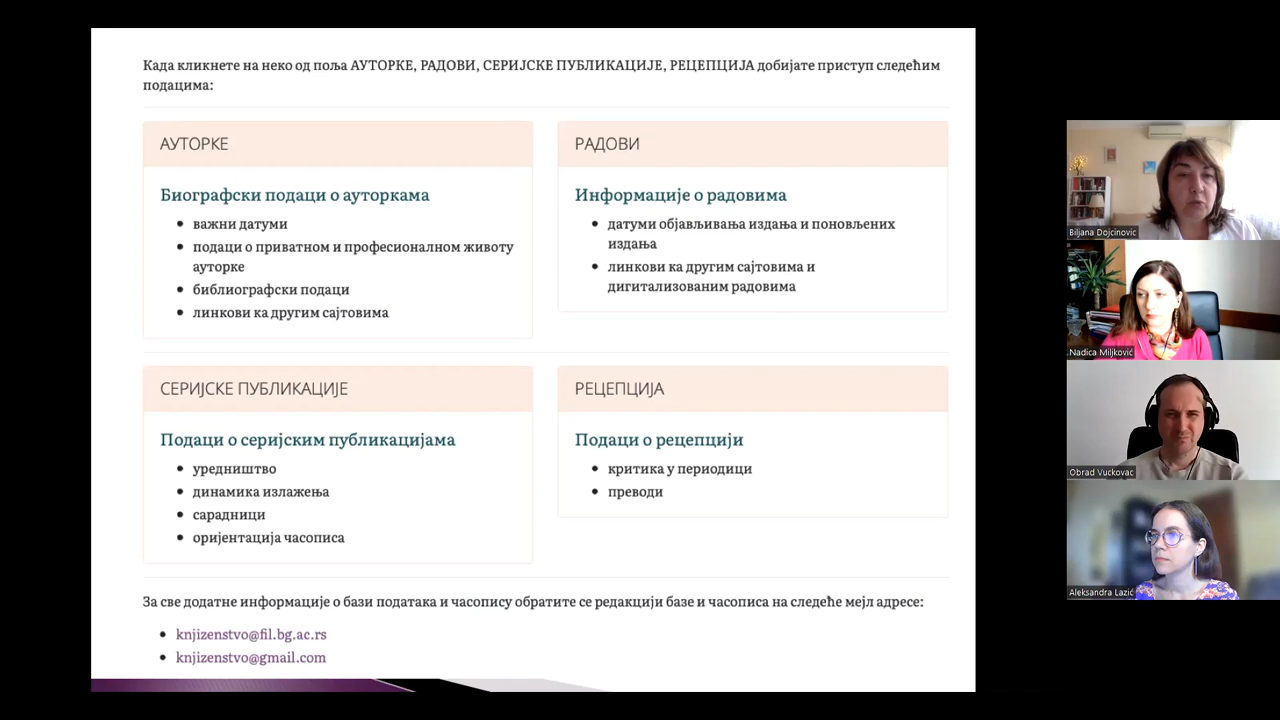 Када кликнете на неко од поља АУТОРКЕ, РАДОВИ, СЕРИЈСКЕ ПУБЛИКАЦИЈЕ, РЕЦЕПЦИЈА добијате приступ следећим
подацима:
АУТОРКЕ
Биографски подаци о ауторкама
• важни датуми
• подаци о приватном и професионалном животу
ауторке
• библиографски подаци
• линкови ка другим сајтовима
РАДОВИ
Информације о радовима
• датуми објављивања издања и поновљених
издања
• линкови ка другим сајтовима и
дигитализованим радовима
СЕРИЈСКЕ ПУБЛИКАЦИЈЕ
Подаци о серијским публикацијама
• уредништво
• динамика излажења
• сарадници
• оријентација часописа
РЕЦЕПЦИЈА
Подаци о рецепцији
• критика у периодици
• преводи
За све додатне информације о бази података и часопису обратите се редакцији базе и часописа на следеће мејл адресе:
• knjizenstvo@fil.bg.ac.rs
• knjizenstvo@gmail.com
Biljana Dojcinovic
Nadica Miljković
Obrad Vuckovac
Aleksandra Lazić